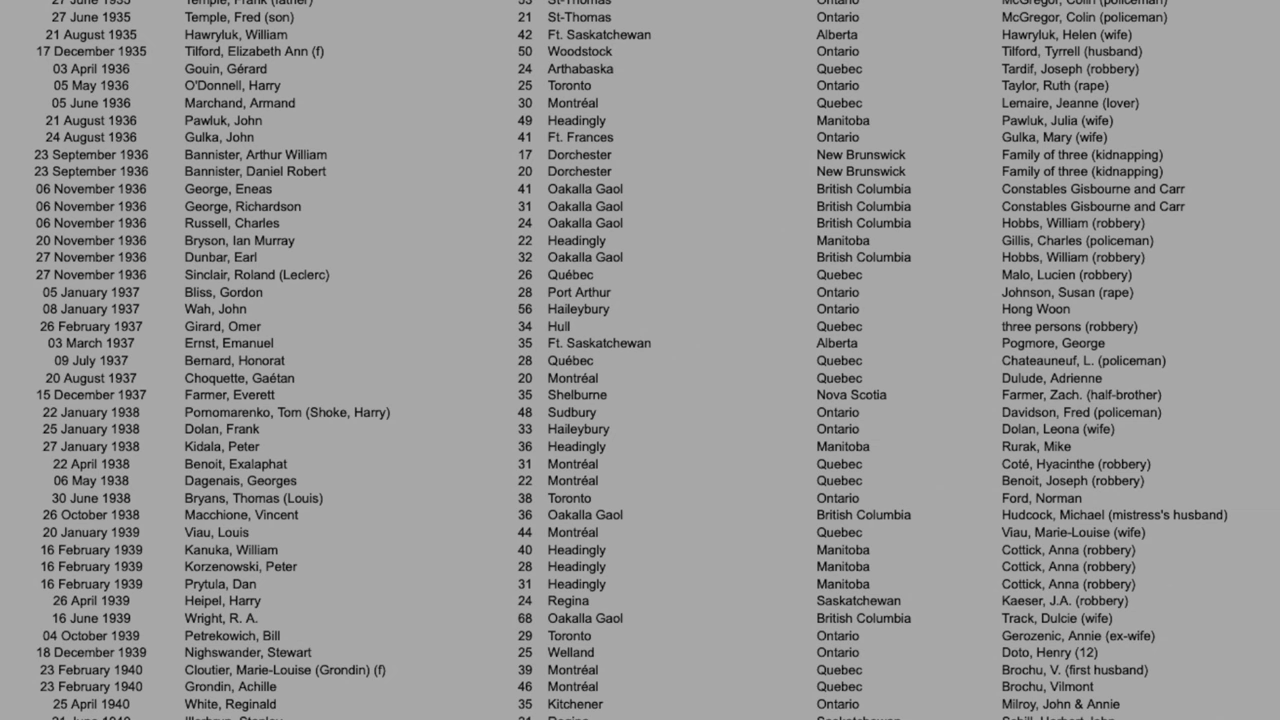 27 June 1935 Temple, Frank (father) 53 St-Thomas Ontario McGregor, Colin (policeman)
27 June 1935 Temple, Fred (son) 21 St-Thomas Ontario McGregor, Colin (policeman)
21 August 1935 Hawryluk, William 42 Ft. Saskatchewan Alberta Hawryluk, Helen (wife)
17 December 1935 Tilford, Elizabeth Ann (f) 50 Woodstock Ontario Tilford, Tyrrell (husband)
03 April 1936 Gouin, Gérard 24 Arthabaska Quebec Tardif, Joseph (robbery)
05 May 1936 O'Donnell, Harry 25 Toronto Ontario Taylor, Ruth (rape)
05 June 1936 Marchand, Armand 30 Montréal Quebec Lemaire, Jeanne (lover)
21 August 1936 Pawluk, John 49 Headingly Manitoba Pawluk, Julia (wife)
24 August 1936 Gulka, John 41 Ft. Frances Ontario Gulka, Mary (wife)
23 September 1936 Bannister, Arthur William 17 Dorchester New Brunswick Family of three (kidnapping)
23 September 1936 Bannister, Daniel Robert 20 Dorchester New Brunswick Family of three (kidnapping)
06 November 1936 George, Eneas 41 Oakalla Gaol British Columbia Constables Gisbourne and Carr
06 November 1936 George, Richardson 31 Oakalla Gaol British Columbia Constables Gisbourne and Carr
06 November 1936 Russell, Charles 24 Oakalla Gaol British Columbia Hobbs, William (robbery)
20 November 1936 Bryson, Ian Murray 22 Headingly Manitoba Gillis, Charles (policeman)
27 November 1936 Dunbar, Earl 32 Oakalla Gaol British Columbia Hobbs, William (robbery)
27 November 1936 Sinclair, Roland (Leclerc) 26 Québec Quebec Malo, Lucien (robbery)
05 January 1937 Bliss, Gordon 28 Port Arthur Ontario Johnson, Susan (rape)
08 January 1937 Wah, John 56 Haileybury Ontario Hong Woon
26 February 1937 Girard, Omer 34 Hull Quebec three persons (robbery)
03 March 1937 Ernst, Emanuel 35 Ft. Saskatchewan Alberta Pogmore, George
09 July 1937 Bernard, Honorat 28 Québec Quebec Chateauneuf, L. (policeman)
20 August 1937 Choquette, Gaétan 20 Montréal Quebec Dulude, Adrienne
15 December 1937 Farmer, Everett 35 Shelburne Nova Scotia Farmer, Zach. (half-brother)
22 January 1938 Pomomarenko, Tom (Shoke, Harry) 48 Sudbury Ontario Davidson, Fred (policeman)
25 January 1938 Dolan, Frank 33 Haileybury Ontario Dolan, Leona (wife)
27 January 1938 Kidala, Peter 36 Headingly Manitoba Rurak, Mike
22 April 1938 Benoit, Exalaphat 31 Montréal Quebec Coté, Hyacinthe (robbery)
06 May 1938 Dagenais, Georges 22 Montréal Quebec Benoit, Joseph (robbery)
30 June 1938 Bryans, Thomas (Louis) 38 Toronto Ontario Ford, Norman
26 October 1938 Macchione, Vincent 36 Oakalla Gaol British Columbia Hudcock, Michael (mistress's husband)
20 January 1939 Viau, Louis 44 Montréal Quebec Viau, Marie-Louise (wife)
16 February 1939 Kanuka, William 40 Headingly Manitoba Cottick, Anna (robbery)
16 February 1939 Korzenowski, Peter 28 Headingly Manitoba Cottick, Anna (robbery)
16 February 1939 Prytula, Dan 31 Headingly Manitoba Cottick, Anna (robbery)
26 April 1939 Heipel, Harry 24 Regina Saskatchewan Kaeser, J.A. (robbery)
16 June 1939 Wright, R. A. 68 Oakalla Gaol British Columbia Track, Dulcie (wife)
04 October 1939 Petrekowich, Bill 29 Toronto Ontario Gerozenic, Annie (ex-wife)
18 December 1939 Nighswander, Stewart 25 Welland Ontario Doto, Henry (12)
23 February 1940 Cloutier, Marie-Louise (Grondin) (f) 39 Montréal Quebec Brochu, V. (first husband)
23 February 1940 Grondin, Achille 46 Montréal Quebec Brochu, Vilmont
25 April 1940 White, Reginald 35 Kitchener Ontario Milroy, John & Annie